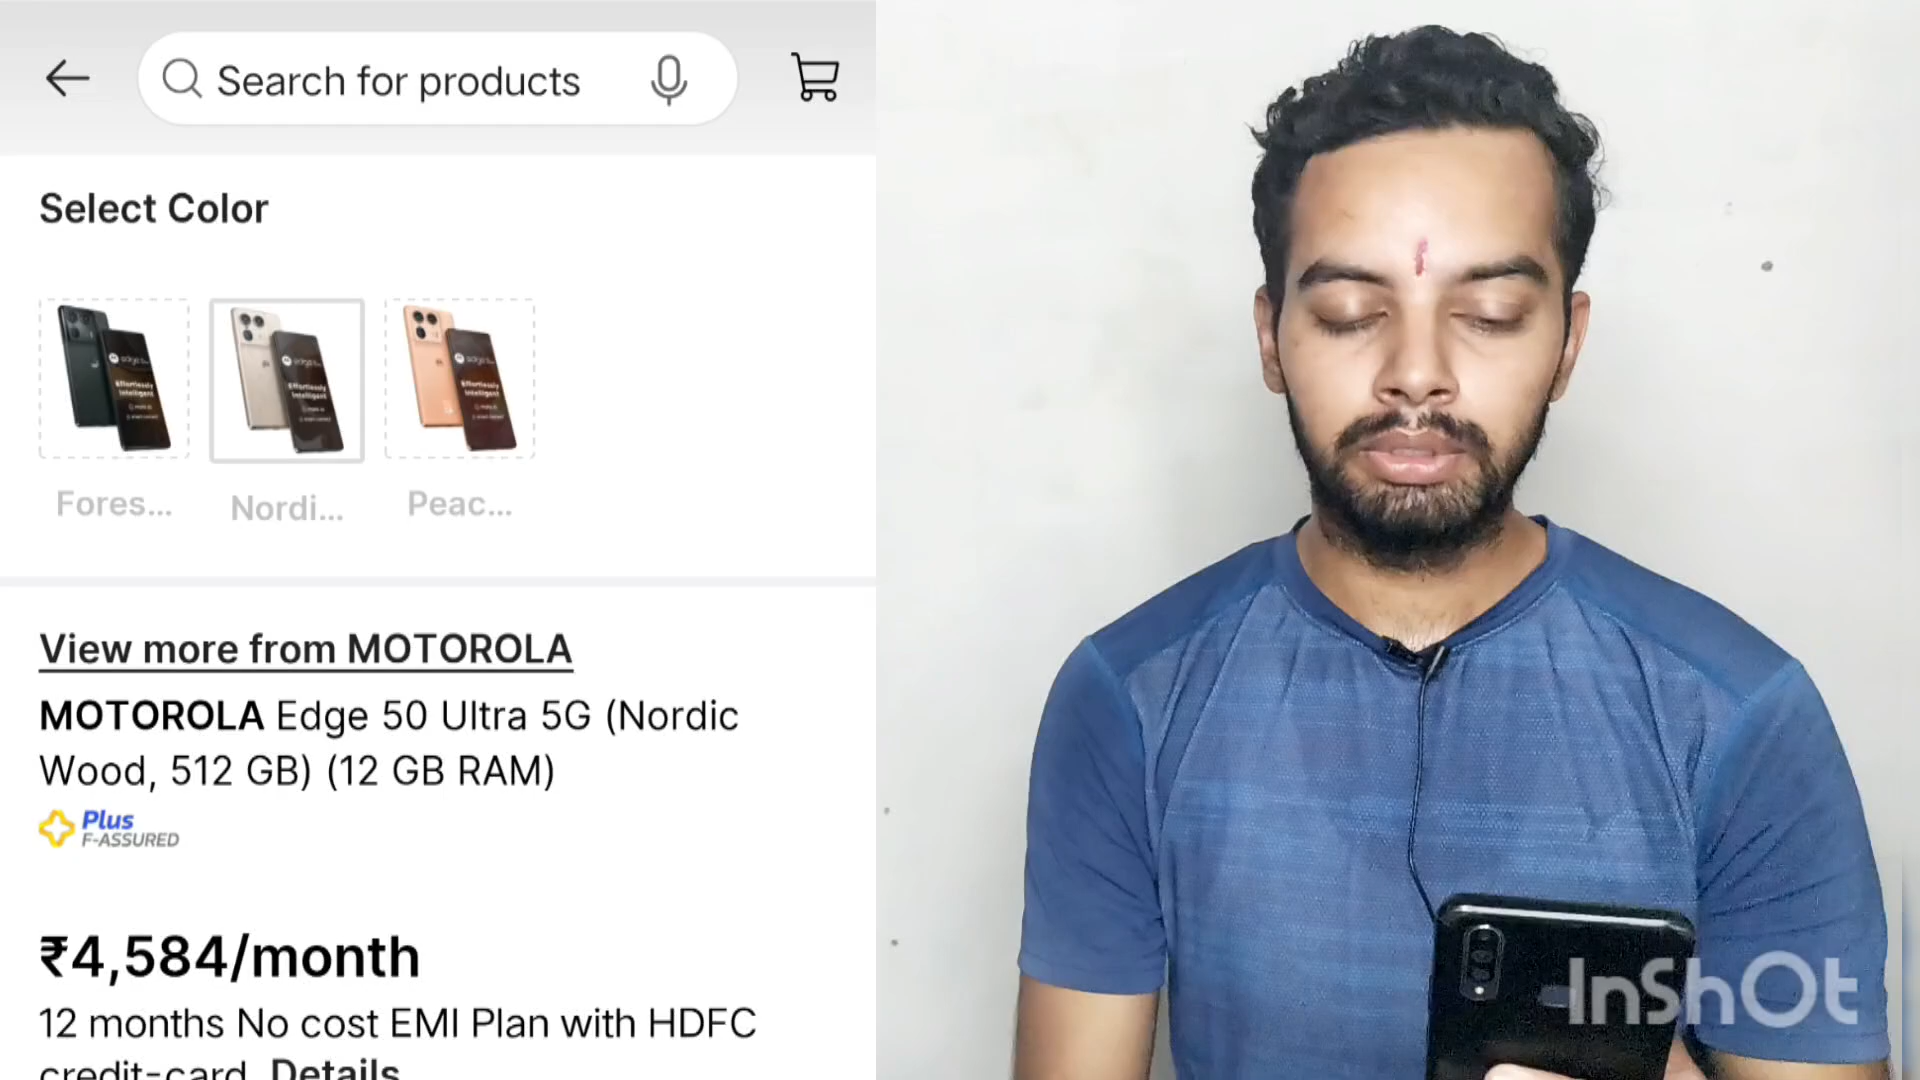 Search for products
Select Color
Fores...
Nordi...
Peac...
View more from MOTOROLA
MOTOROLA Edge 50 Ultra 5G (Nordic
Wood, 512 GB) (12 GB RAM)
Plus
F-ASSURED
₹4,584/month
12 months No cost EMI Plan with HDFC
credit-card Details
InShOt